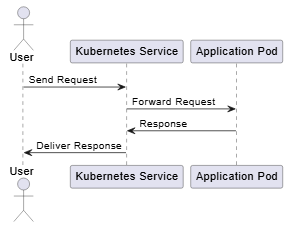 User
Kubernetes Service
Application Pod
Send Request
Forward Request
Response
Deliver Response
User
Kubernetes Service
Application Pod